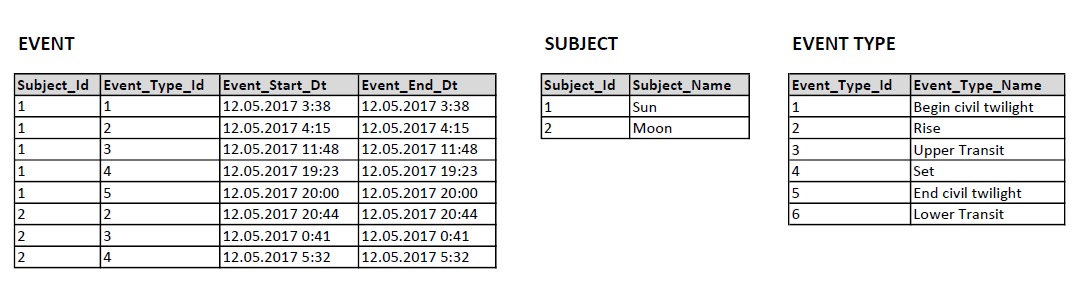 EVENT
Subject_Id Event_Type_Id Event_Start_Dt Event_End_Dt
1 1 12.05.2017 3:38 12.05.2017 3:38
1 2 12.05.2017 4:15 12.05.2017 4:15
1 3 12.05.2017 11:48 12.05.2017 11:48
1 4 12.05.2017 19:23 12.05.2017 19:23
1 5 12.05.2017 20:00 12.05.2017 20:00
2 2 12.05.2017 20:44 12.05.2017 20:44
2 3 12.05.2017 0:41 12.05.2017 0:41
2 4 12.05.2017 5:32 12.05.2017 5:32
SUBJECT
Subject_Id Subject_Name
1 Sun
2 Moon
EVENT TYPE
Event_Type_Id Event_Type_Name
1 Begin civil twilight
2 Rise
3 Upper Transit
4 Set
5 End civil twilight
6 Lower Transit